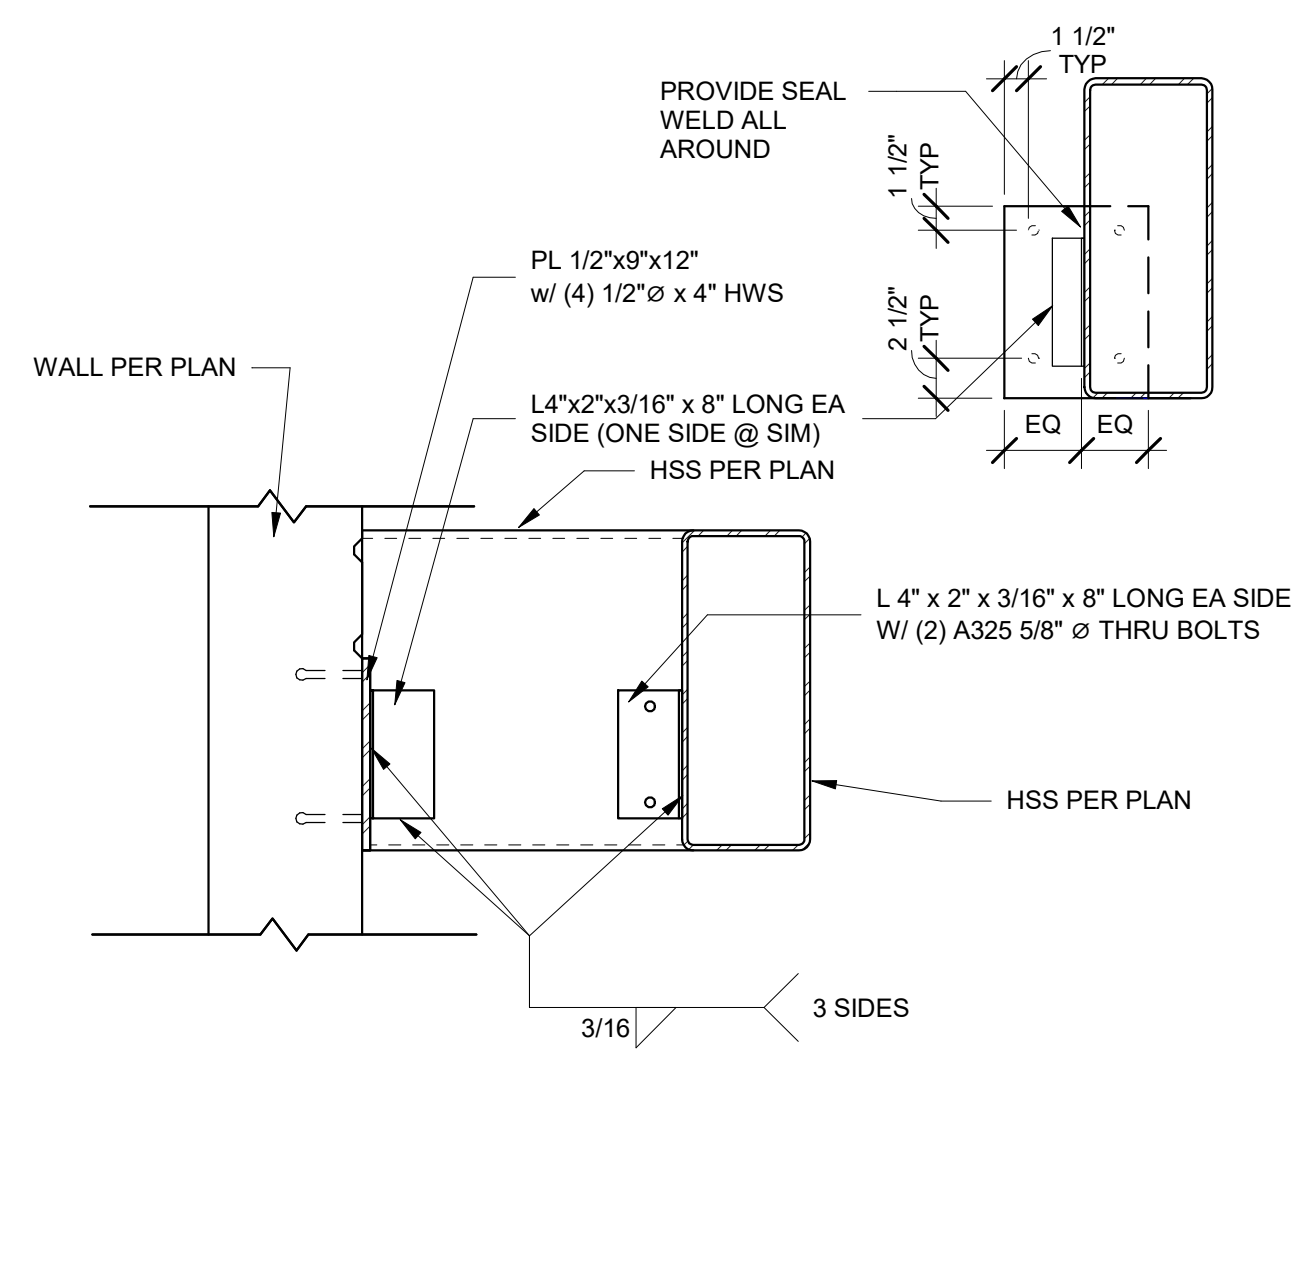 1 1/2"
TYP
PROVIDE SEAL
WELD ALL
AROUND
1 1/2"
TYP
PL 1/2"x9"x12"
w/ (4) 1/2"Ø x 4" HWS
2 1/2"
TYP
WALL PER PLAN
L4"x2"x3/16" x 8" LONG EA
SIDE (ONE SIDE @ SIM)
EQ
EQ
HSS PER PLAN
L 4" x 2" x 3/16" x 8" LONG EA SIDE
W/ (2) A325 5/8" Ø THRU BOLTS
HSS PER PLAN
3/16
3 SIDES